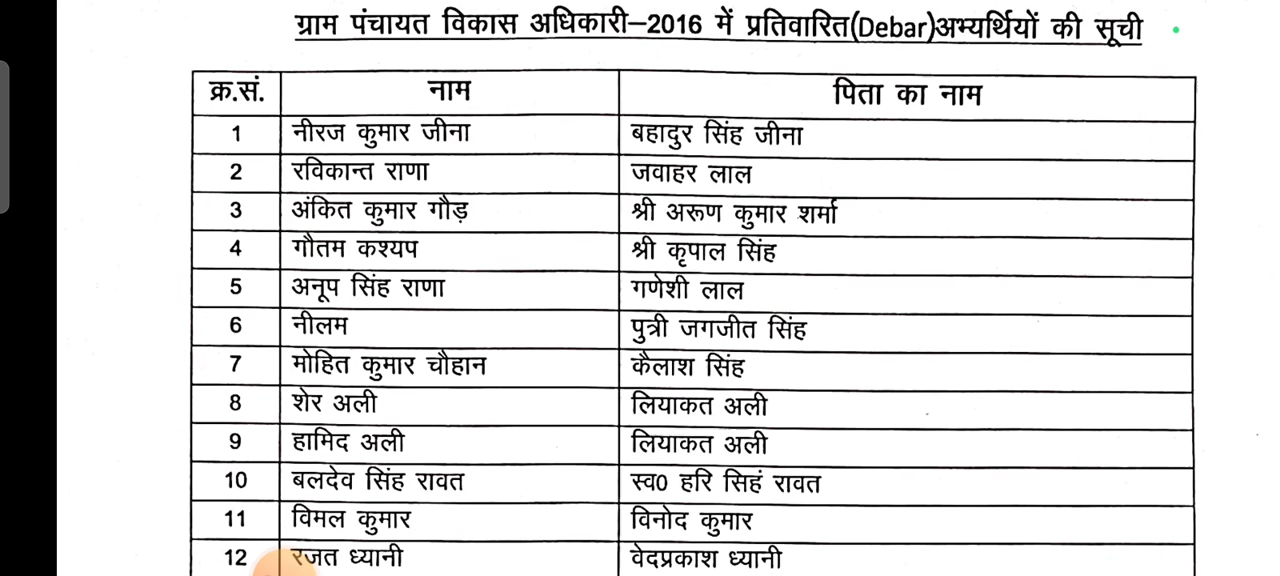 ग्राम पंचायत विकास अधिकारी–2016 में प्रतिवारित(Debar)अभ्यर्थियों की सूची
क्र.सं. नाम पिता का नाम
1 नीरज कुमार जीना बहादुर सिंह जीना
2 रविकान्त राणा जवाहर लाल
3 अंकित कुमार गौड़ श्री अरूण कुमार शर्मा
4 गौतम कश्यप श्री कृपाल सिंह
5 अनूप सिंह राणा गणेशी लाल
6 नीलम पुत्री जगजीत सिंह
7 मोहित कुमार चौहान कैलाश सिंह
8 शेर अली लियाकत अली
9 हामिद अली लियाकत अली
10 बलदेव सिंह रावत स्व0 हरि सिहं रावत
11 विमल कुमार विनोद कुमार
12 रजत ध्यानी वेदप्रकाश ध्यानी